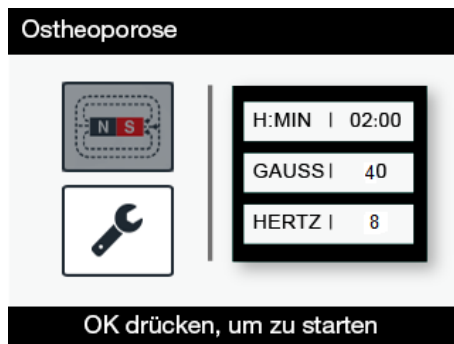 Ostheoporose
N S
H:MIN | 02:00
GAUSS | 40
HERTZ | 8
OK drücken, um zu starten